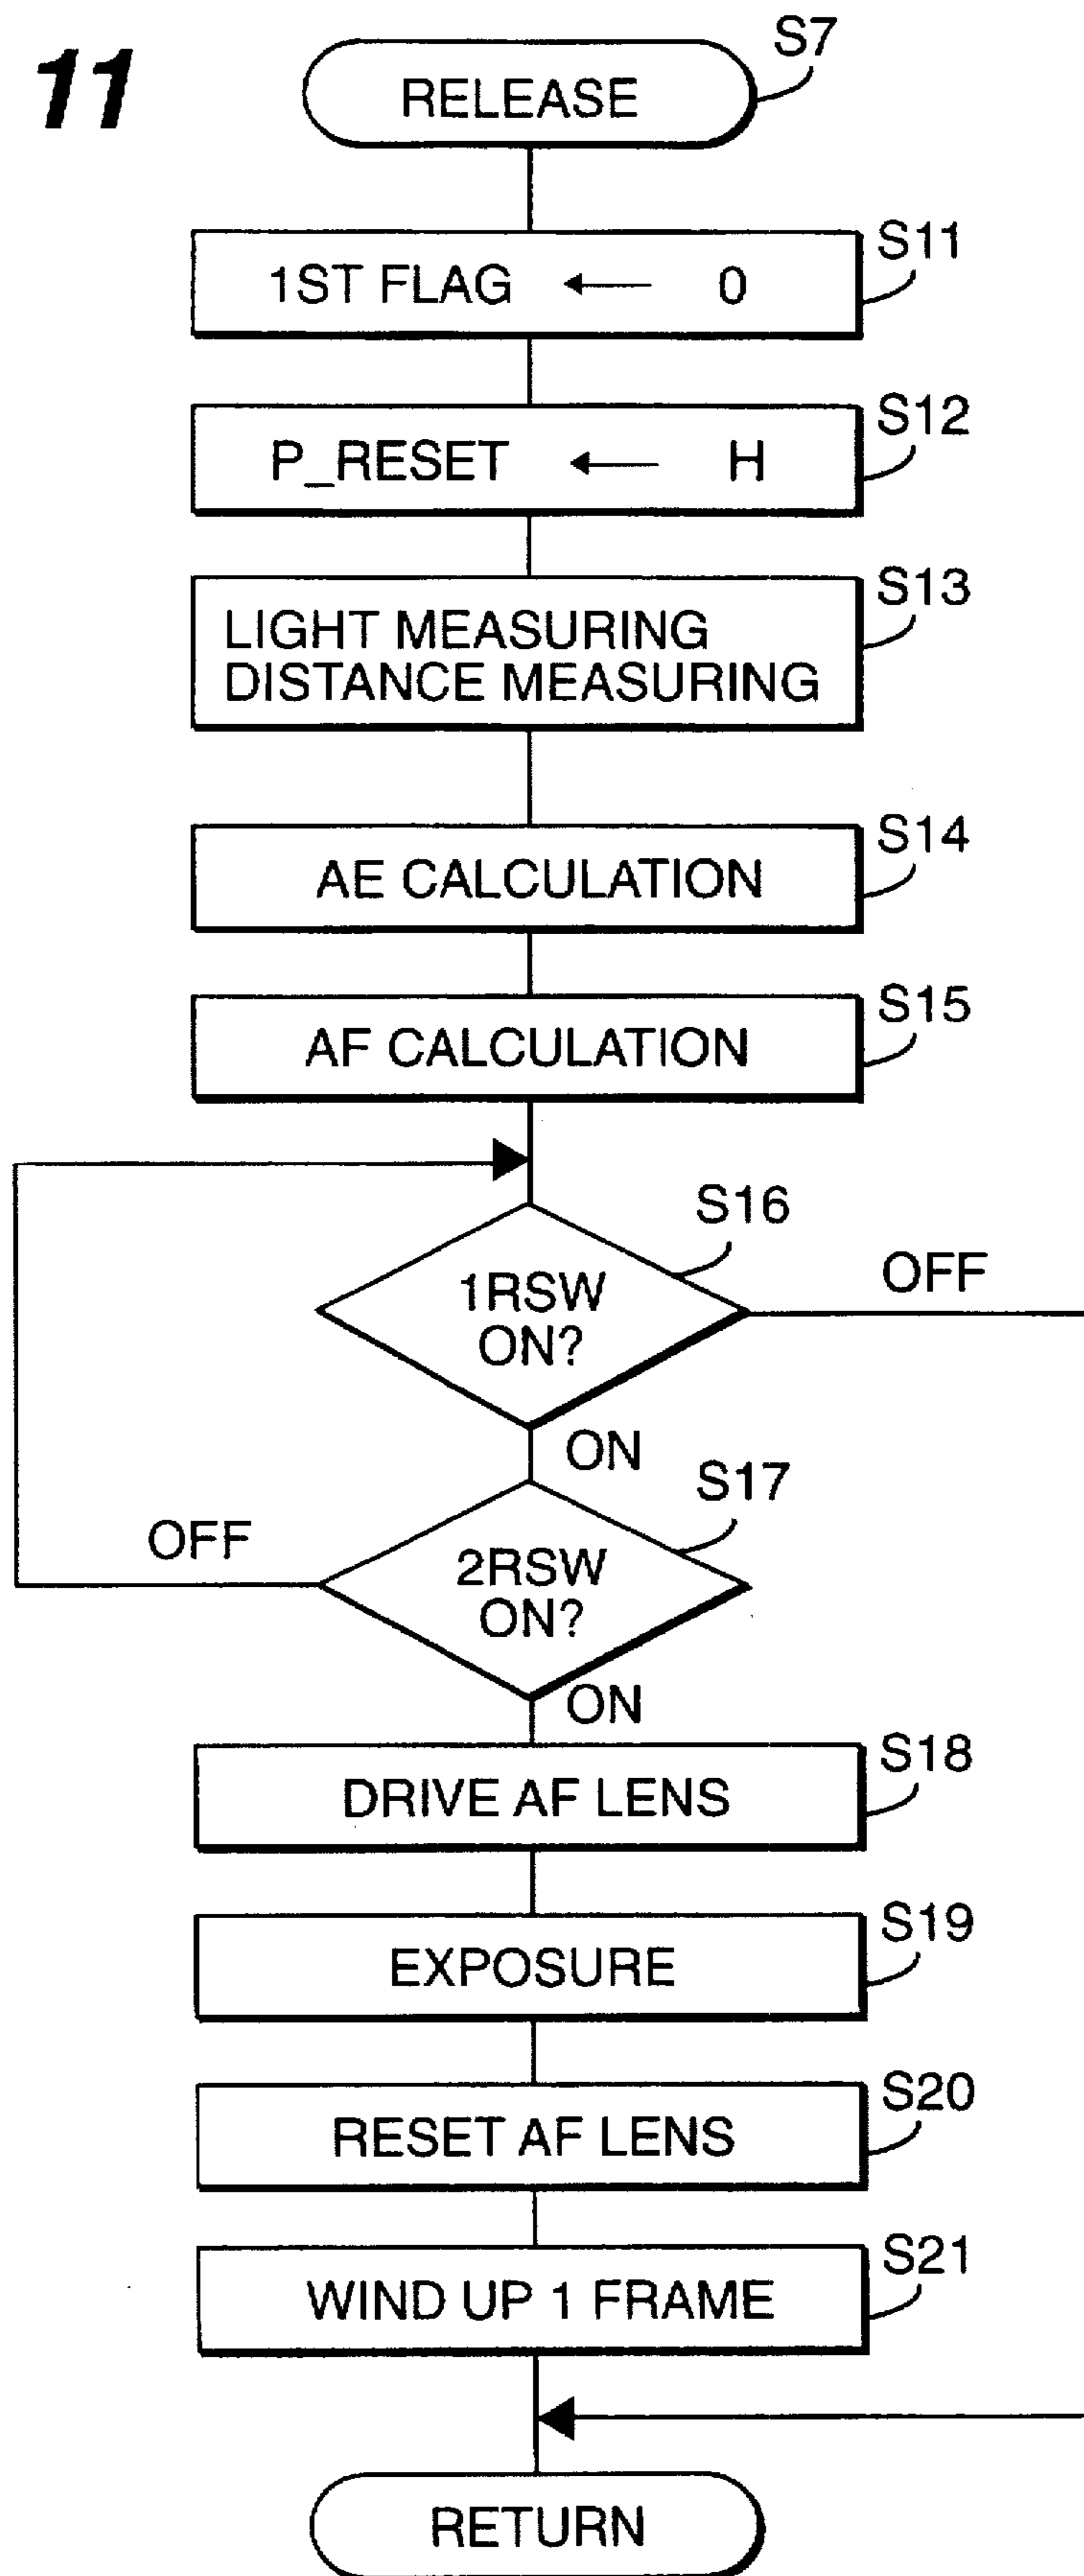 11
RELEASE
S7
1ST FLAG ← 0
S11
P_RESET ← H
S12
LIGHT MEASURING
DISTANCE MEASURING
S13
AE CALCULATION
S14
AF CALCULATION
S15
1RSW
ON?
S16
OFF
ON
2RSW
ON?
S17
OFF
ON
DRIVE AF LENS
S18
EXPOSURE
S19
RESET AF LENS
S20
WIND UP 1 FRAME
S21
RETURN